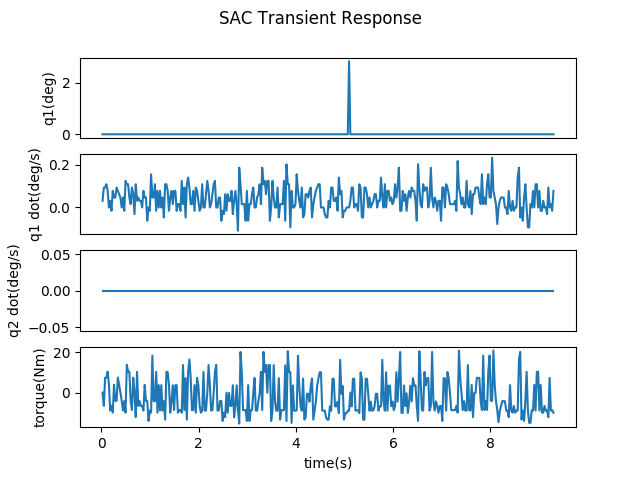 SAC Transient Response
q1(deg)
2
0
q1 dot(deg/s)
0.2
0.0
q2 dot(deg/s)
0.05
0.00
−0.05
torque(Nm)
20
0
0 2 4 6 8
time(s)